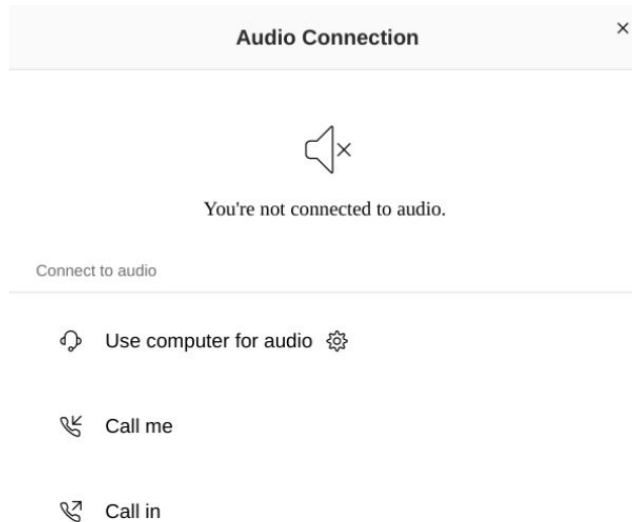 Audio Connection
You're not connected to audio.
Connect to audio
Use computer for audio
Call me
Call in